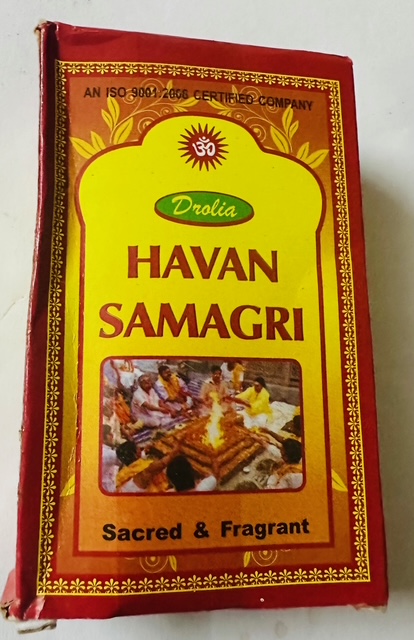 AN ISO 9001:2008 CERTIFIED COMPANY
ॐ
Drolia
HAVAN
SAMAGRI
Sacred & Fragrant